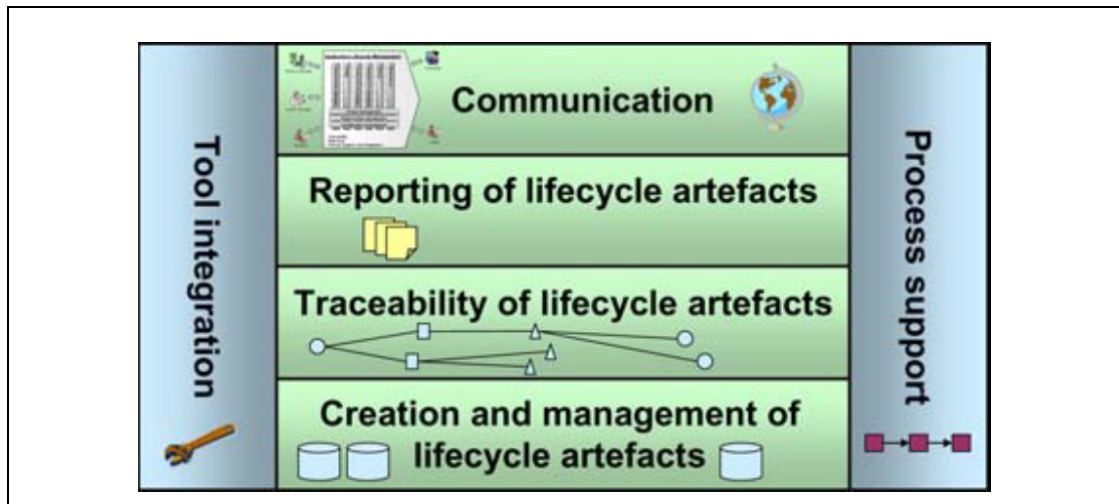 Tool integration
Communication
Reporting of lifecycle artefacts
Traceability of lifecycle artefacts
Creation and management of
lifecycle artefacts
Process support